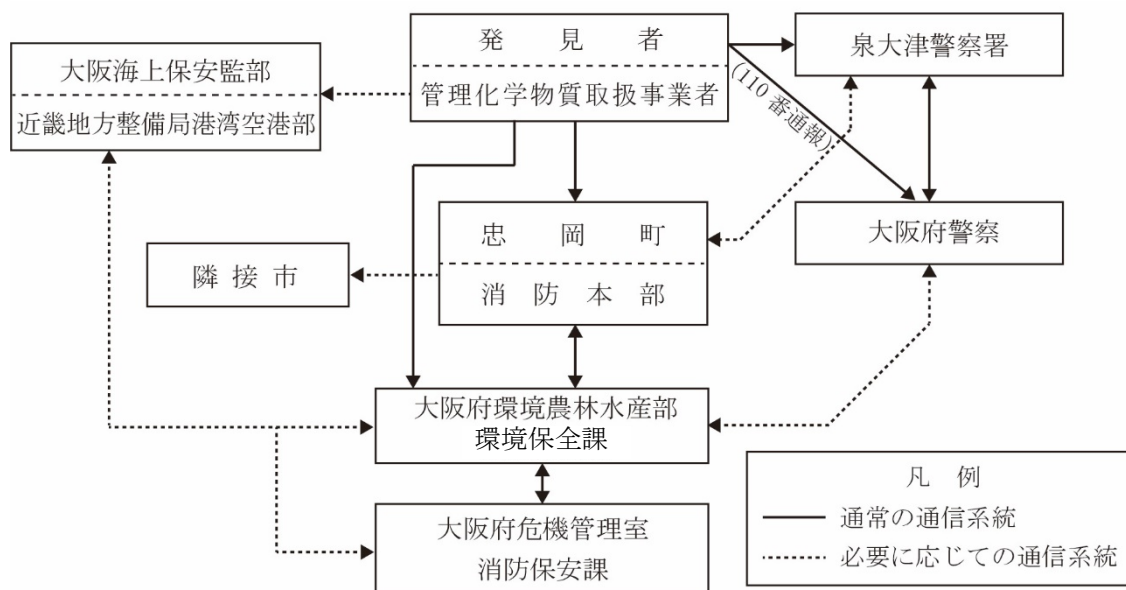 発見者
管理化学物質取扱事業者
泉大津警察署
大阪海上保安監部
近畿地方整備局港湾空港部
(110番通報)
忠岡町
消防本部
大阪府警察
隣接市
大阪府環境農林水産部
環境保全課
大阪府危機管理室
消防保安課
凡例
通常の通信系統
必要に応じての通信系統